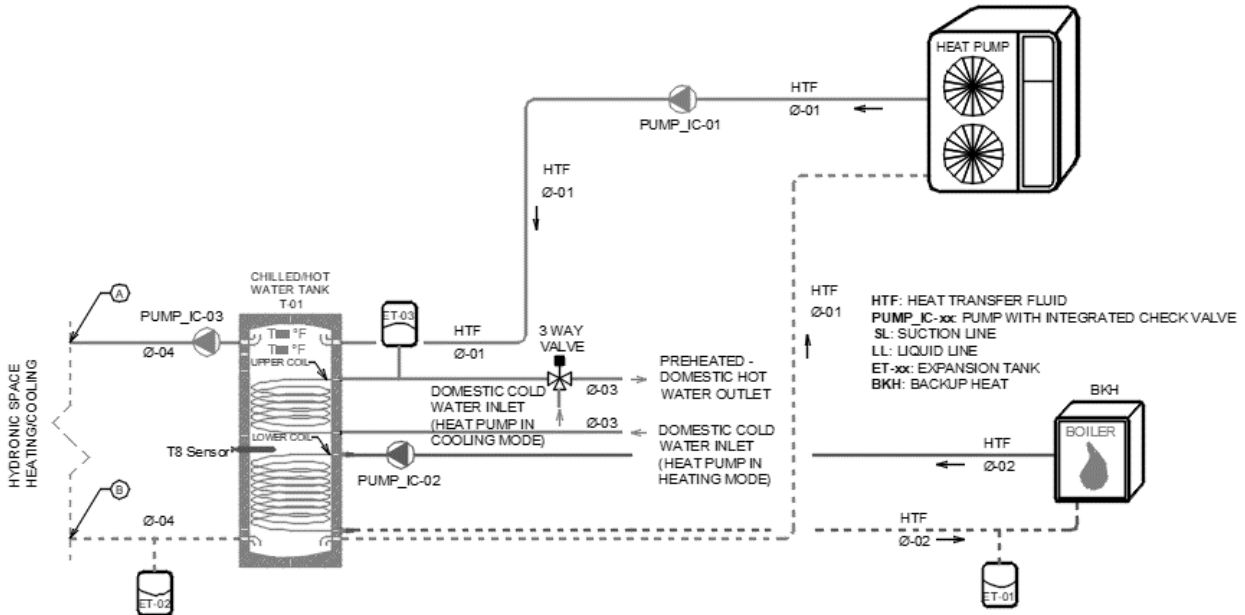 HEAT PUMP
HTF
Ø-01
PUMP_IC-01
HTF
Ø-01
CHILLED/HOT
WATER TANK
T-01
A
PUMP_IC-03
Ø-04
T °F
T °F
UPPER COIL
ET-03
HTF
Ø-01
3 WAY
VALVE
HTF
Ø-01
HTF: HEAT TRANSFER FLUID
PUMP_IC-xx: PUMP WITH INTEGRATED CHECK VALVE
SL: SUCTION LINE
LL: LIQUID LINE
ET-xx: EXPANSION TANK
BKH: BACKUP HEAT
PREHEATED -
DOMESTIC HOT
WATER OUTLET
Ø-03
DOMESTIC COLD
WATER INLET
(HEAT PUMP IN
COOLING MODE)
Ø-03
DOMESTIC COLD
WATER INLET
(HEAT PUMP IN
HEATING MODE)
HYDRONIC SPACE
HEATING/COOLING
LOWER COIL
T8 Sensor
PUMP_IC-02
BKH
BOILER
HTF
Ø-02
B
Ø-04
HTF
Ø-02
ET-02
ET-01